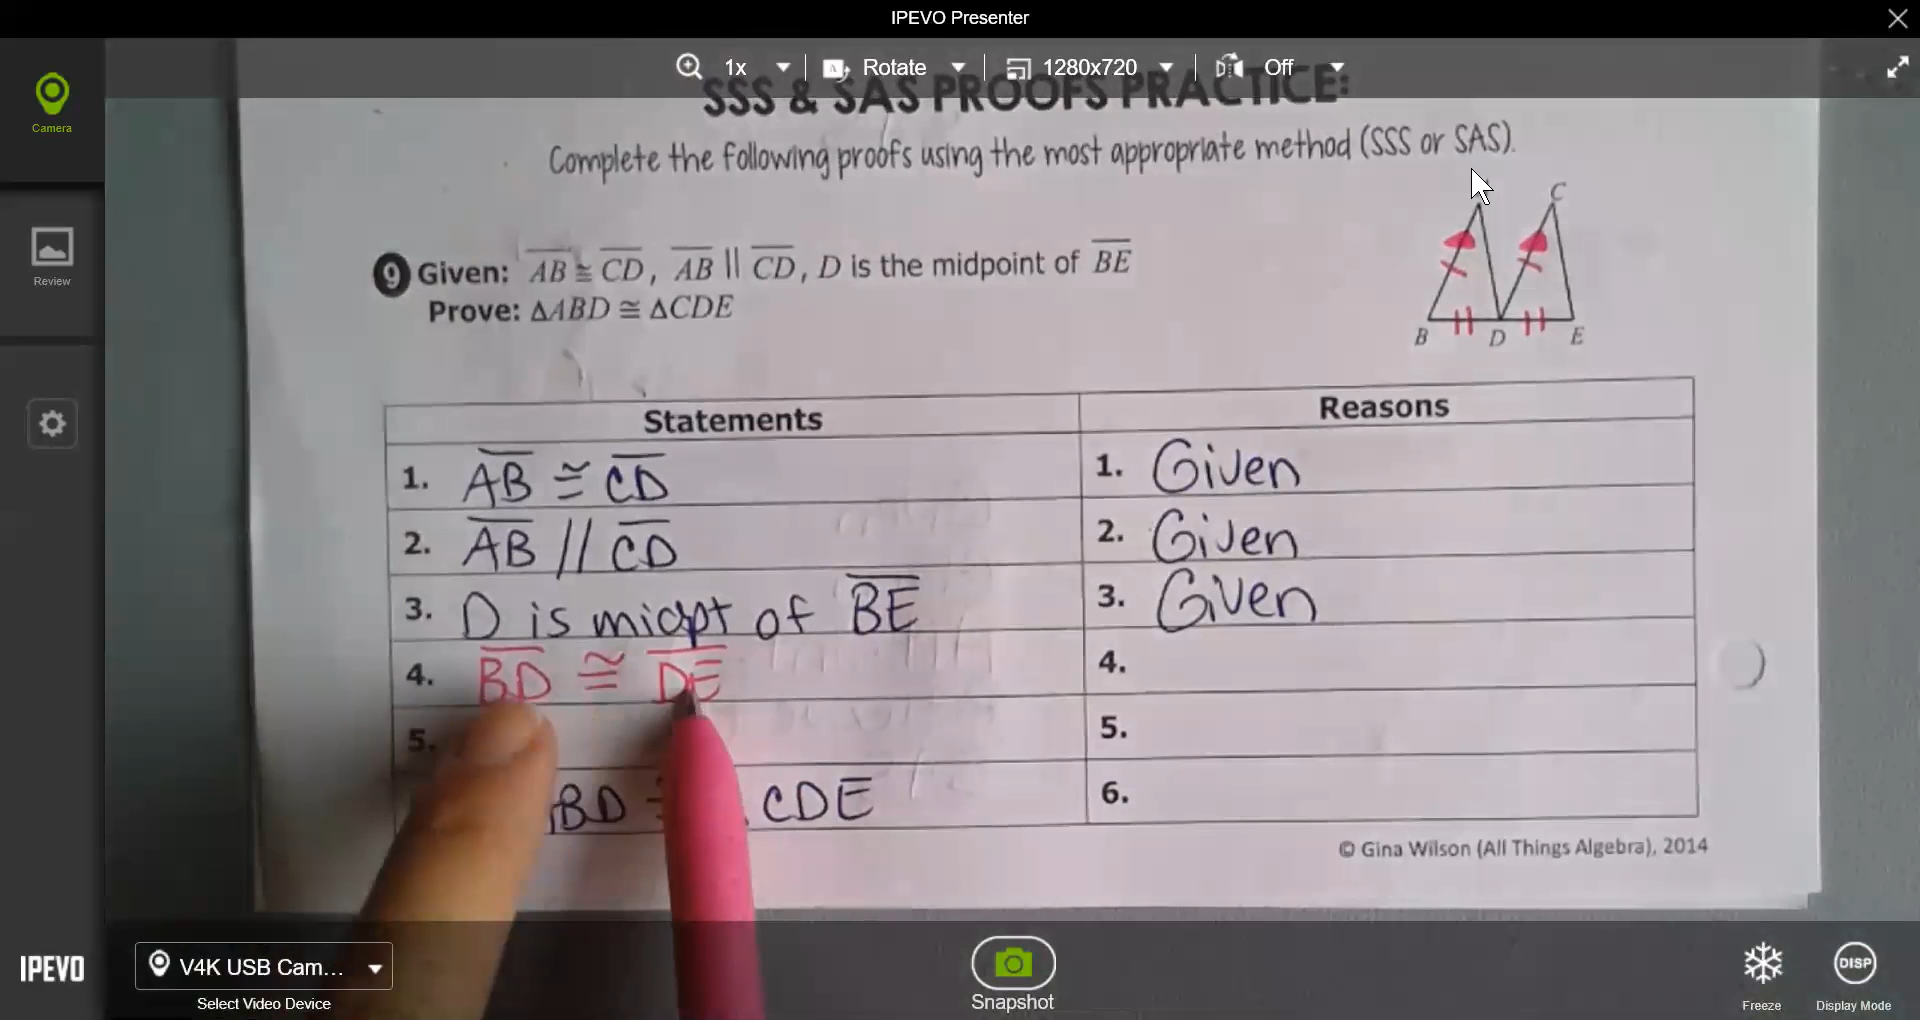 IPEVO Presenter
1x Rotate 1280x720 Off
Camera
Review
SSS & SAS PROOFS PRACTICE:
Complete the following proofs using the most appropriate method (SSS or SAS).
9 Given: AB ≅ CD, AB || CD, D is the midpoint of BE
Prove: ΔABD ≅ ΔCDE
C
B D E
Statements Reasons
1. AB ≅ CD 1. Given
2. AB // CD 2. Given
3. D is midpt of BE 3. Given
4. BD ≅ DE 4.
5. 5.
BD CDE 6.
© Gina Wilson (All Things Algebra), 2014
IPEVO
V4K USB Cam...
Select Video Device
Snapshot
Freeze
DISP
Display Mode